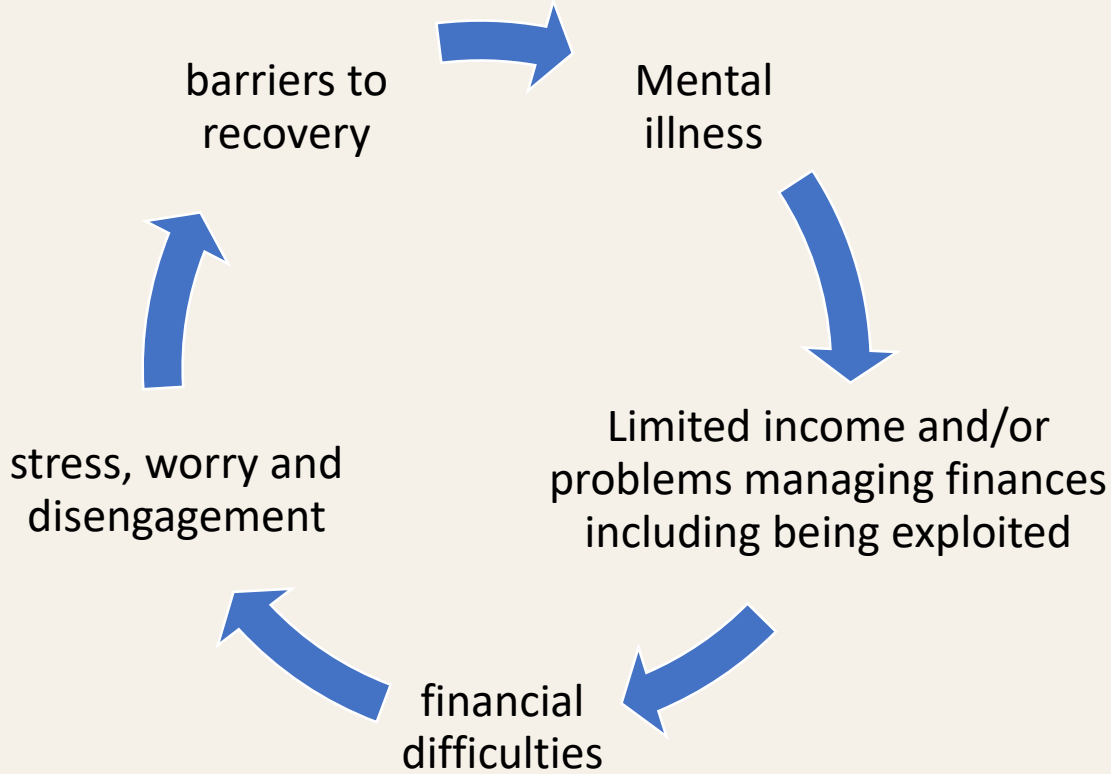 barriers to
recovery
Mental
illness
Limited income and/or
problems managing finances
including being exploited
financial
difficulties
stress, worry and
disengagement